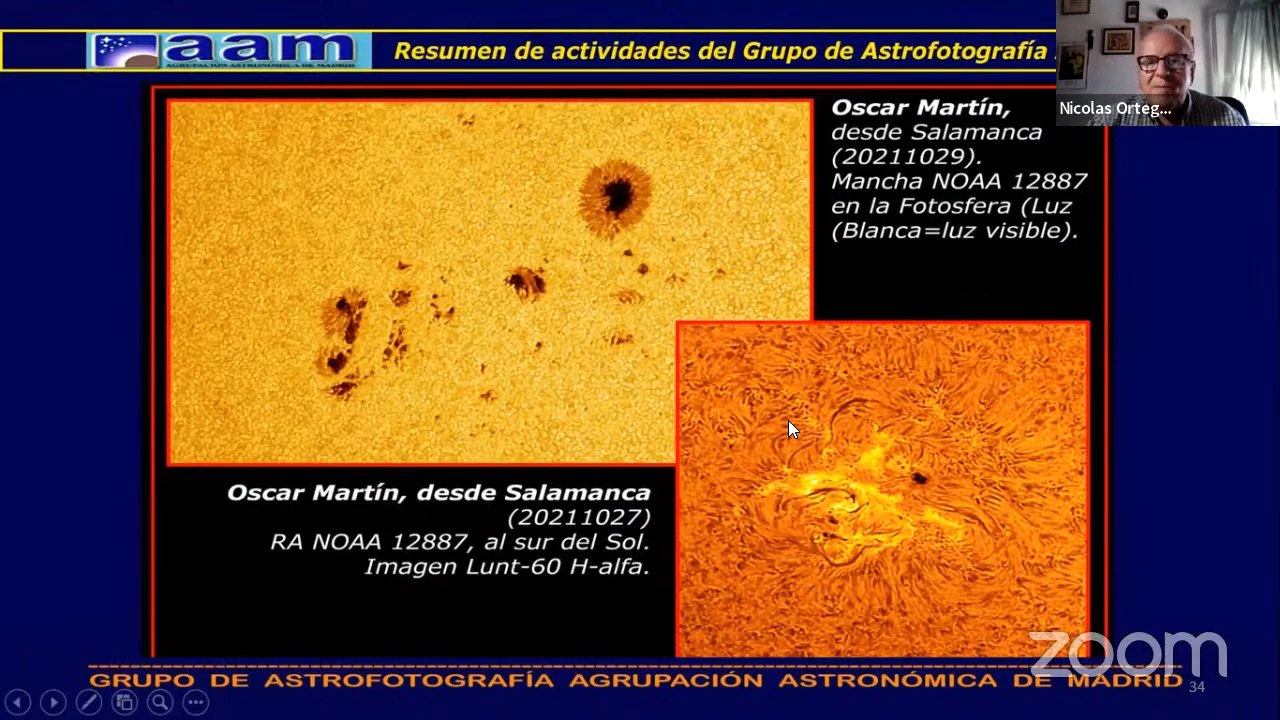 aam
AGRUPACIÓN ASTRONÓMICA DE MADRID
Resumen de actividades del Grupo de Astrofotografía
Nicolas Orteg...
Oscar Martín,
desde Salamanca
(20211029).
Mancha NOAA 12887
en la Fotosfera (Luz
(Blanca=luz visible).
Oscar Martín, desde Salamanca
(20211027)
RA NOAA 12887, al sur del Sol.
Imagen Lunt-60 H-alfa.
zoom
GRUPO DE ASTROFOTOGRAFÍA AGRUPACIÓN ASTRONÓMICA DE MADRID
34